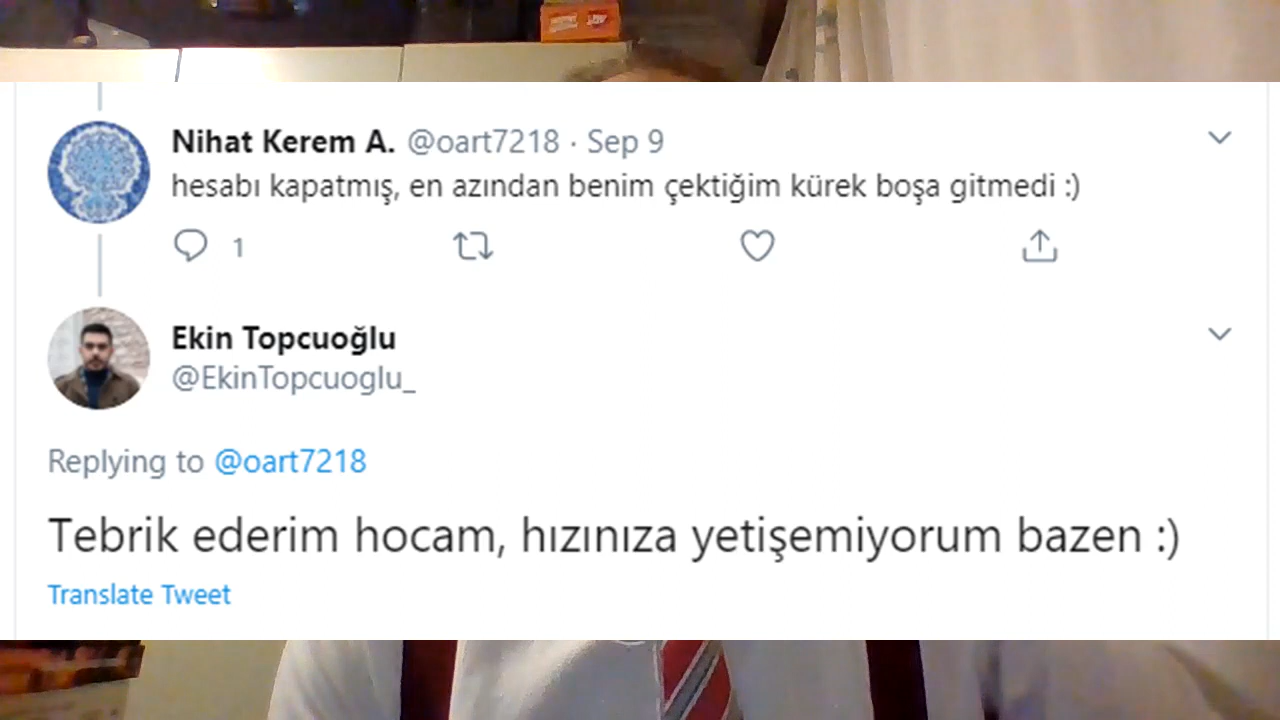 Nihat Kerem A. @oart7218 · Sep 9
hesabı kapatmış, en azından benim çektiğim kürek boşa gitmedi :)
1
Ekin Topcuoğlu
@EkinTopcuoglu_
Replying to @oart7218
Tebrik ederim hocam, hızınıza yetişemiyorum bazen :)
Translate Tweet